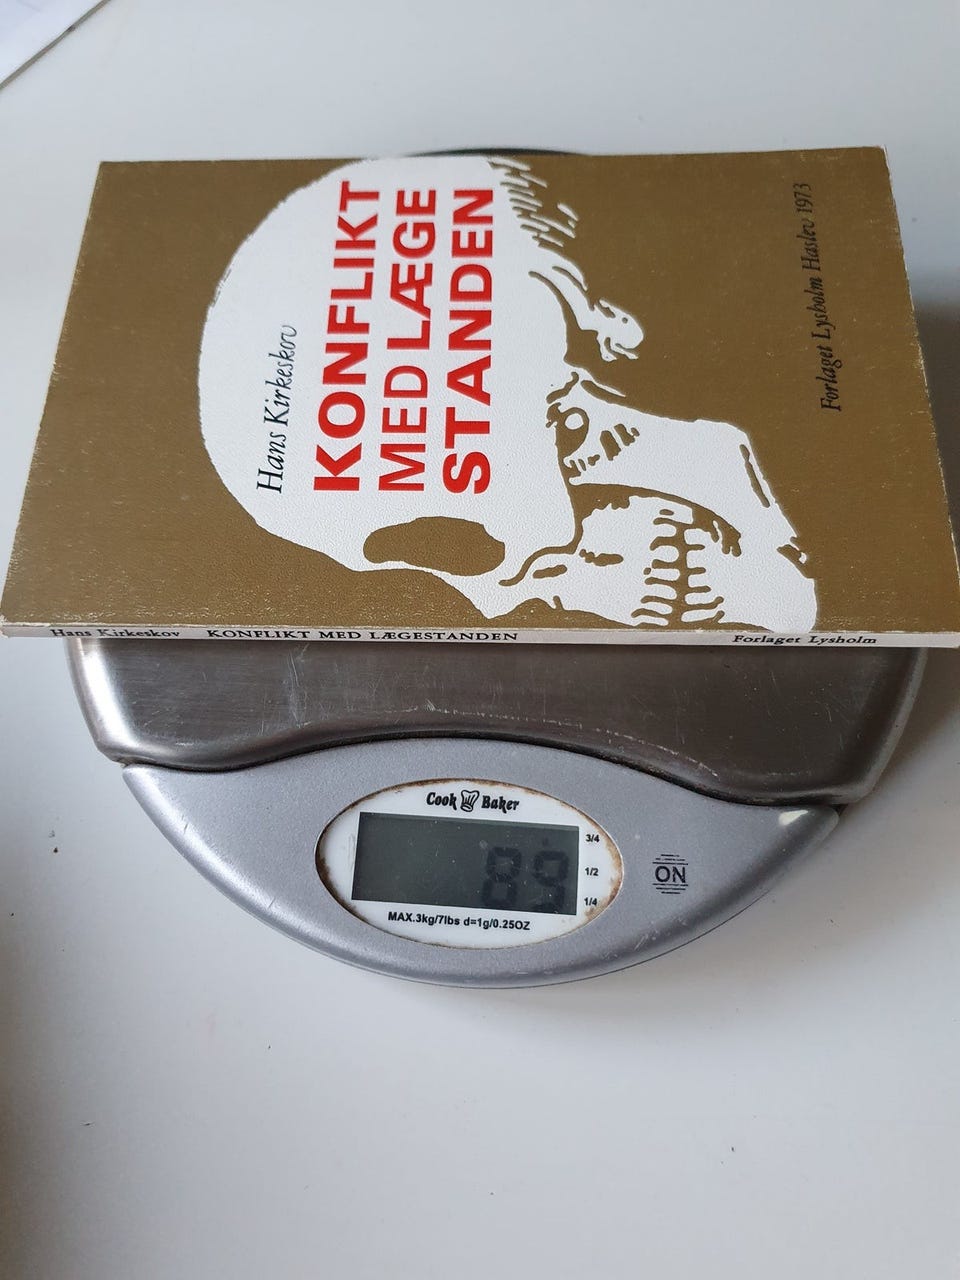 Hans Kirkeskov
KONFLIKT
MED LÆGE
STANDEN
Forlaget Lysholm Haslev 1973
Hans Kirkeskov KONFLIKT MED LÆGESTANDEN Forlaget Lysholm
Cook Baker
89
3/4
1/2
1/4
MAX.3kg/7lbs d=1g/0.25OZ
ON